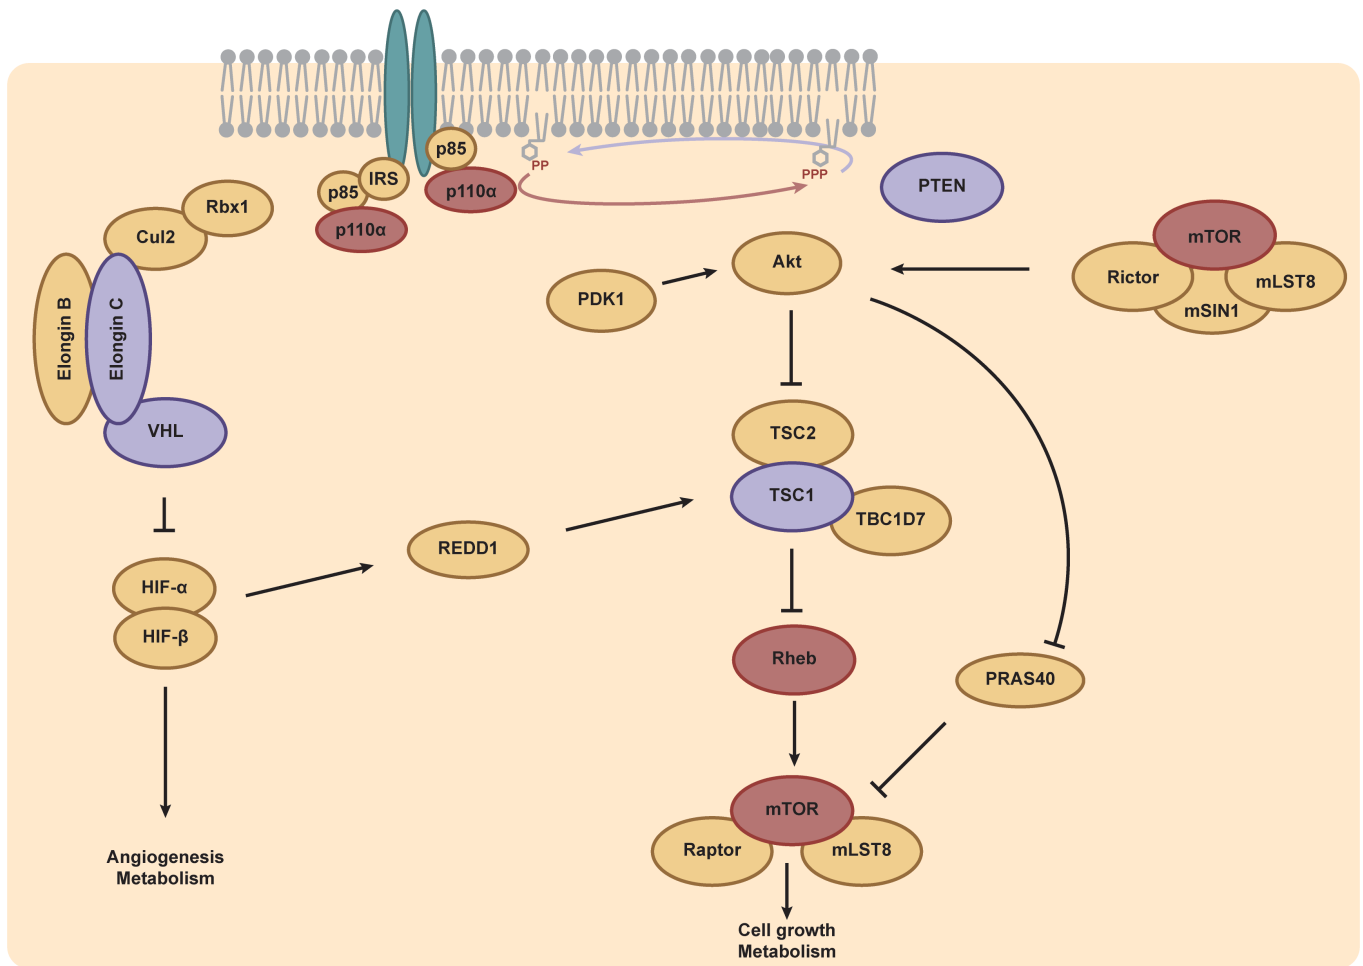 p85
IRS
p85
p110α
p110α
PP
PPP
PTEN
Rbx1
Cul2
Elongin B
Elongin C
VHL
mTOR
Rictor
mLST8
mSIN1
Akt
PDK1
TSC2
TSC1
TBC1D7
REDD1
HIF-α
HIF-β
Rheb
PRAS40
mTOR
Raptor
mLST8
Angiogenesis
Metabolism
Cell growth
Metabolism